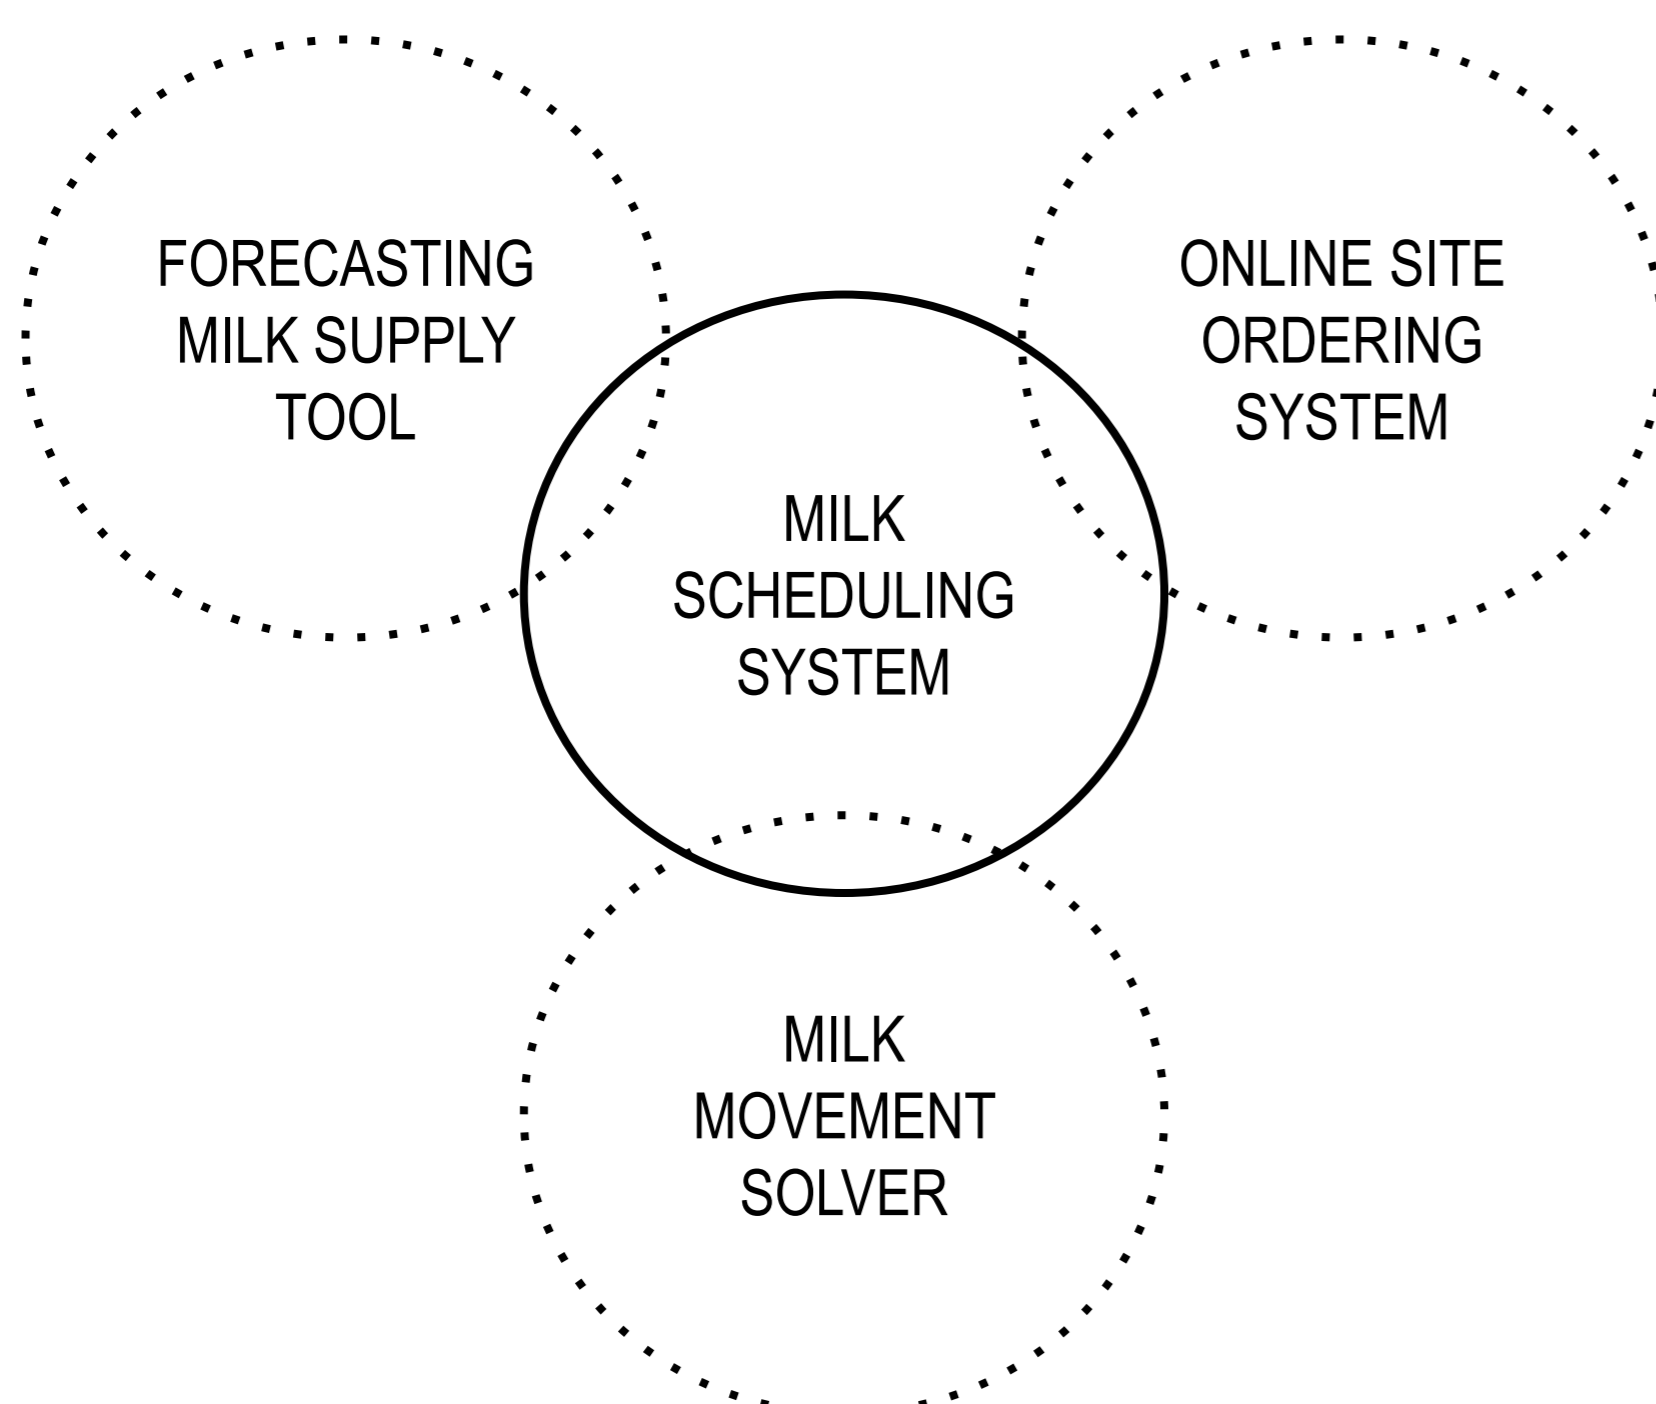 FORECASTING
MILK SUPPLY
TOOL
ONLINE SITE
ORDERING
SYSTEM
MILK
SCHEDULING
SYSTEM
MILK
MOVEMENT
SOLVER